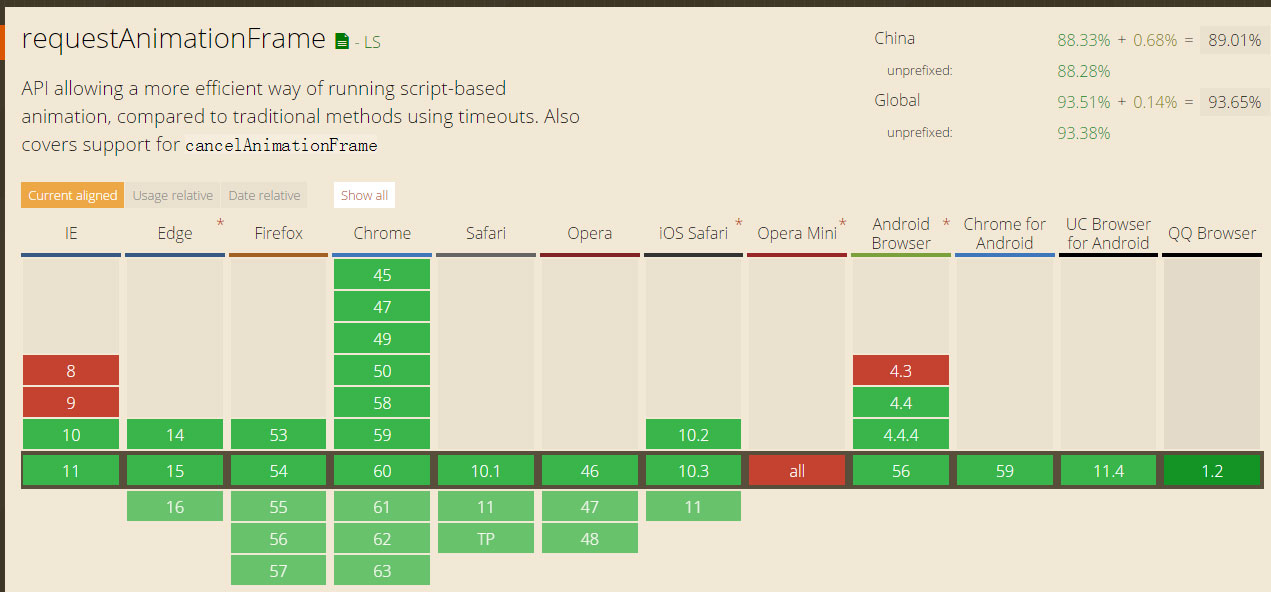 requestAnimationFrame - LS
API allowing a more efficient way of running script-based
animation, compared to traditional methods using timeouts. Also
covers support for cancelAnimationFrame
China 88.33% + 0.68% = 89.01%
unprefixed: 88.28%
Global 93.51% + 0.14% = 93.65%
unprefixed: 93.38%
Current aligned Usage relative Date relative Show all
IE Edge * Firefox Chrome Safari Opera iOS Safari * Opera Mini * Android Browser * Chrome for Android UC Browser for Android QQ Browser
45
47
49
8 50 4.3
9 58 4.4
10 14 53 59 10.2 4.4.4
11 15 54 60 10.1 46 10.3 all 56 59 11.4 1.2
16 55 61 11 47 11
56 62 TP 48
57 63